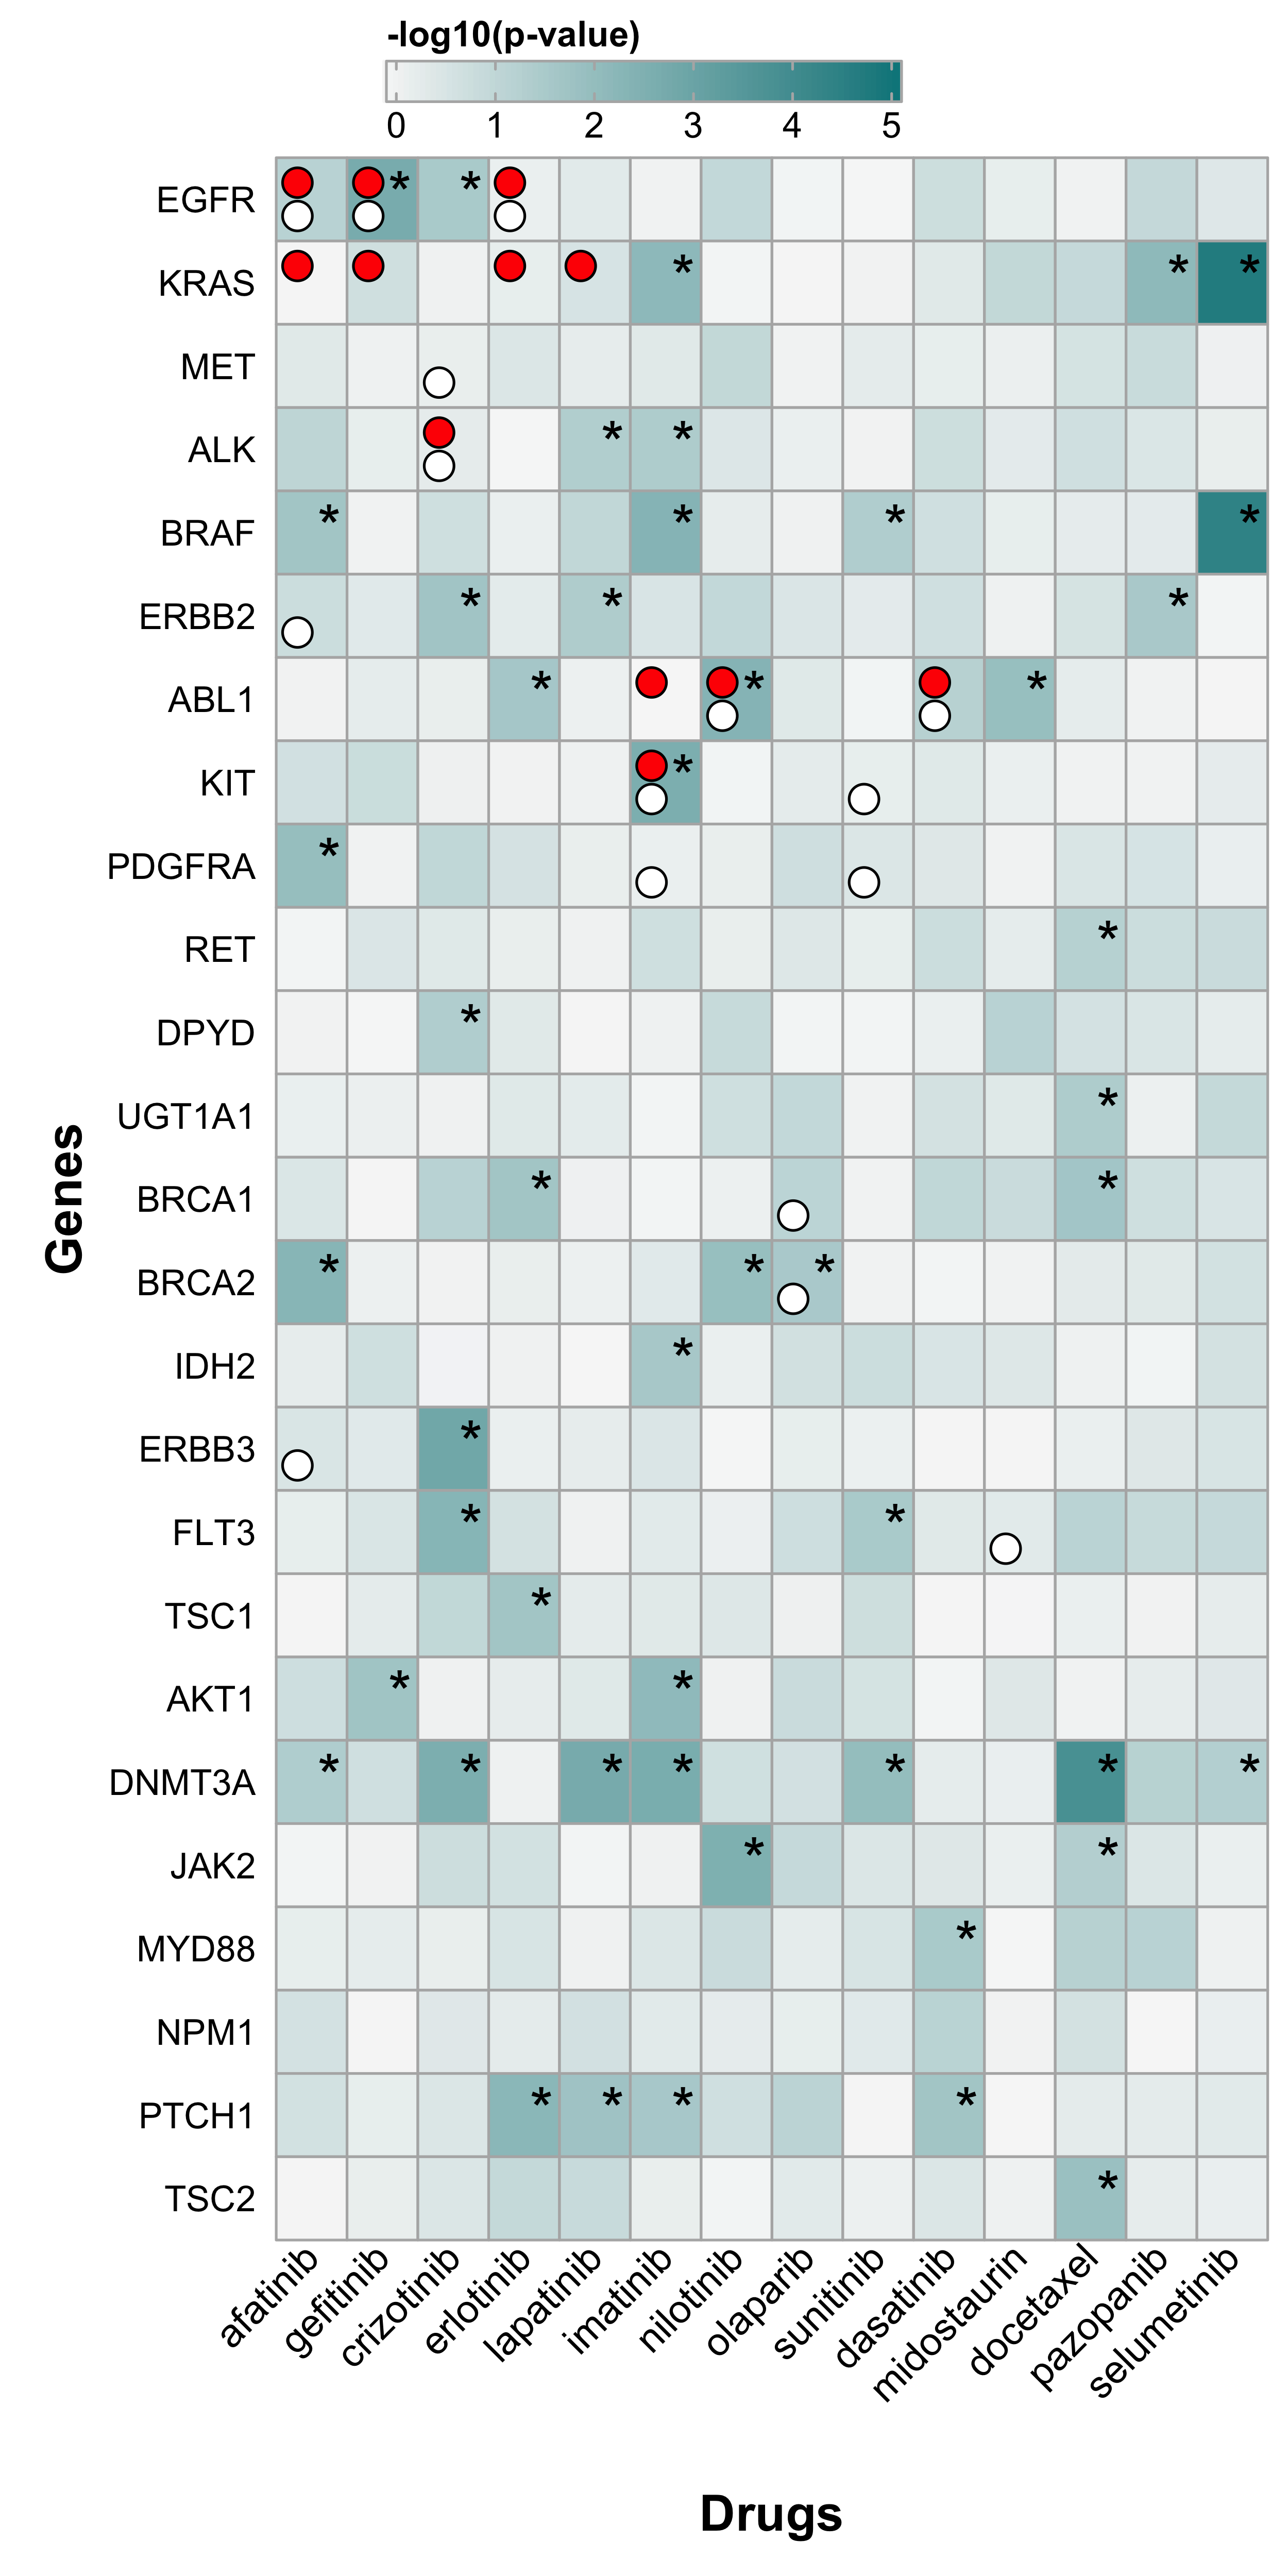 -log10(p-value)
0 1 2 3 4 5
EGFR * *
KRAS * * *
MET
ALK * *
BRAF * * * *
ERBB2 * * *
ABL1 * * *
KIT *
PDGFRA *
RET *
DPYD *
UGT1A1 *
BRCA1 * *
BRCA2 * * *
IDH2 *
ERBB3 *
FLT3 * *
TSC1 *
AKT1 * *
DNMT3A * * * * * * *
JAK2 * *
MYD88 *
NPM1
PTCH1 * * * *
TSC2 *
Genes
afatinib gefitinib crizotinib erlotinib lapatinib imatinib nilotinib olaparib sunitinib dasatinib midostaurin docetaxel pazopanib selumetinib
Drugs